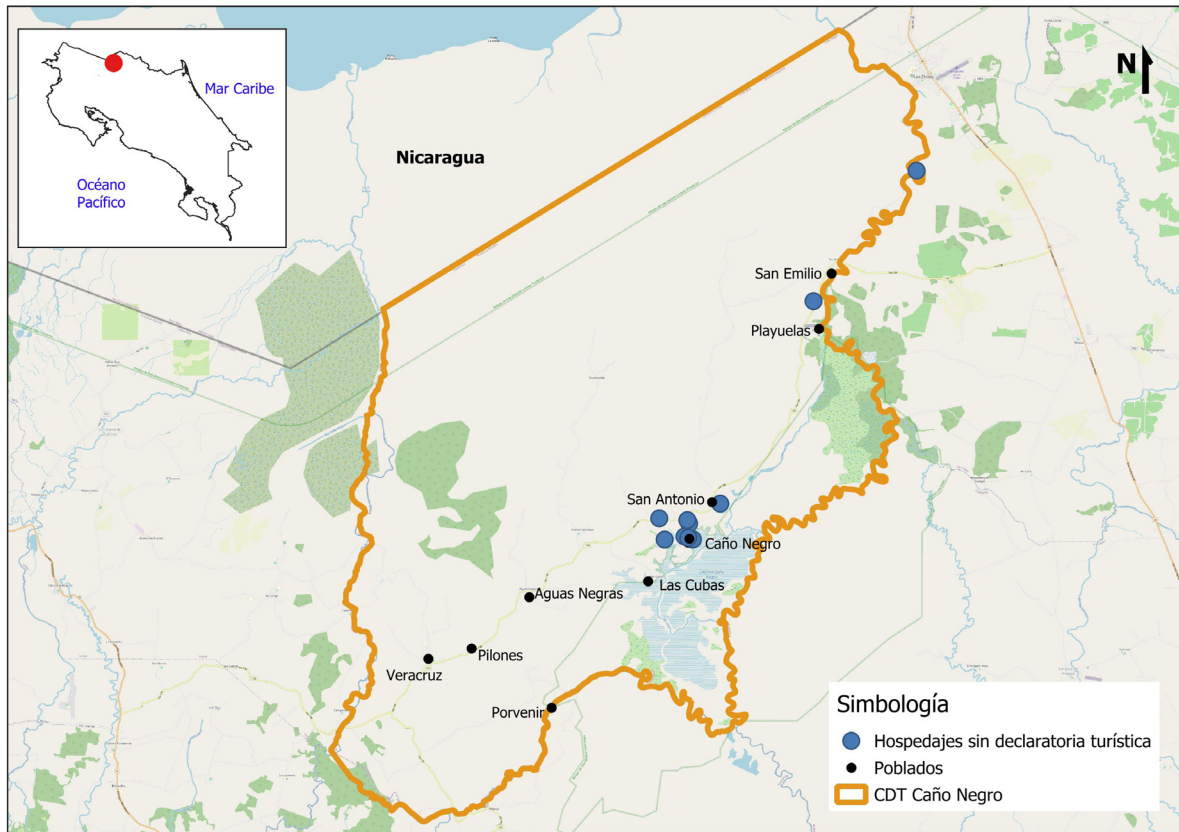 Mar Caribe
Océano
Pacífico
Nicaragua
N
San Emilio
Playuelas
San Antonio
Caño Negro
Las Cubas
Aguas Negras
Pilones
Veracruz
Porvenir
Simbología
Hospedajes sin declaratoria turística
Poblados
CDT Caño Negro